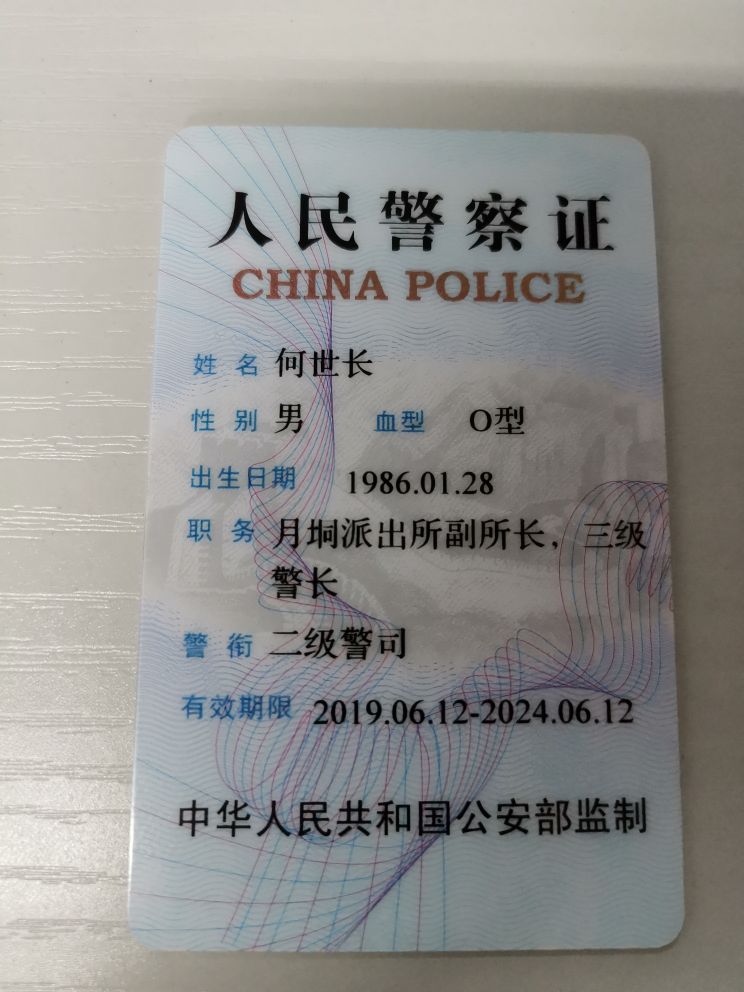 人民警察证
CHINA POLICE
姓 名 何世长
性 别 男 血型 O型
出生日期 1986.01.28
职 务 月垌派出所副所长，三级
警长
警 衔 二级警司
有效期限 2019.06.12-2024.06.12
中华人民共和国公安部监制